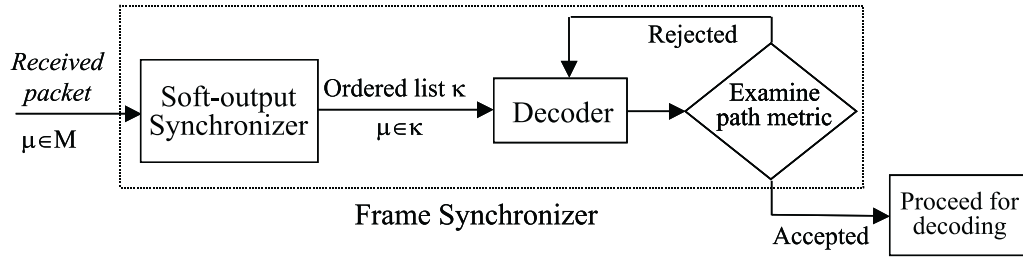 Received
packet
μ∈M
Soft-output
Synchronizer
Ordered list κ
μ∈κ
Decoder
Rejected
Examine
path metric
Accepted
Proceed for
decoding
Frame Synchronizer